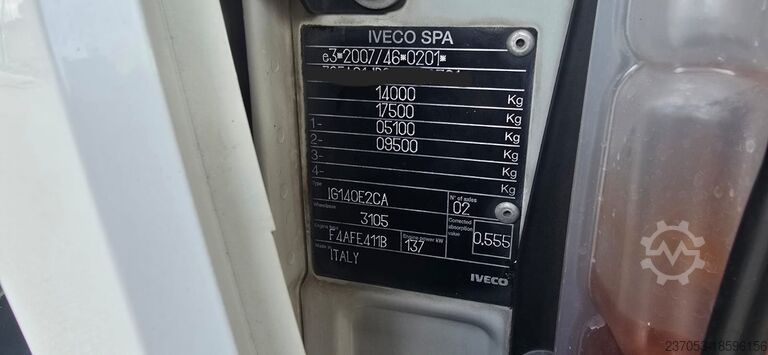 IVECO SPA
e3*2007/46*0201*
14000 Kg
17500 Kg
1- 05100 Kg
2- 09500 Kg
3- Kg
4- Kg
Type IG140E2CA N° of axles 02
Wheelbase 3105 Corrected absorption value 0,555
Engine type F4AFE411B Engine power kW 137
Made in ITALY
IVECO
237053-18596156